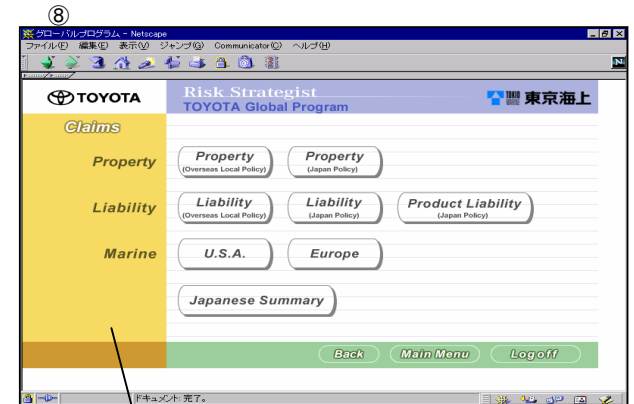 ⑧
グローバルプログラム - Netscape
ファイル(F) 編集(E) 表示(V) ジャンプ(G) Communicator(C) ヘルプ(H)
TOYOTA
Risk Strategist
TOYOTA Global Program
TOKIO 東京海上
Claims
Property
Property
(Overseas Local Policy)
Property
(Japan Policy)
Liability
Liability
(Overseas Local Policy)
Liability
(Japan Policy)
Product Liability
(Japan Policy)
Marine
U.S.A.
Europe
Japanese Summary
Back
Main Menu
Logoff
ドキュメント: 完了。